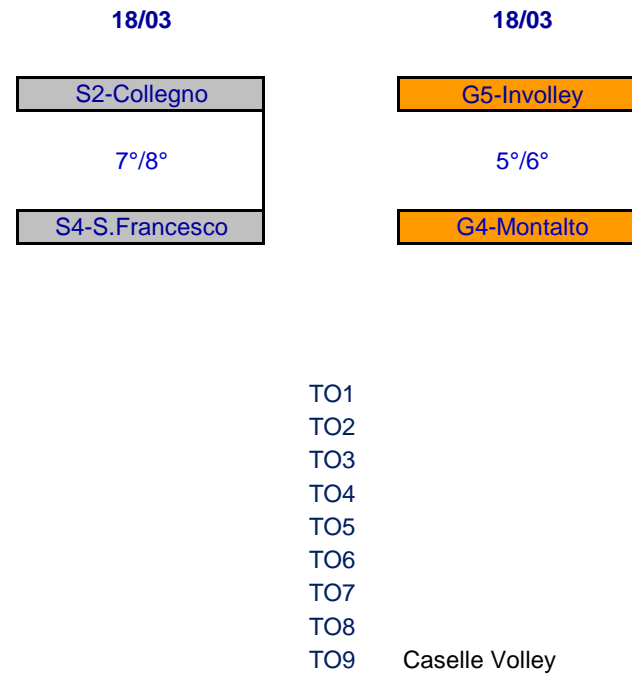 18/03 18/03
S2-Collegno G5-Involley
7°/8° 5°/6°
S4-S.Francesco G4-Montalto
TO1
TO2
TO3
TO4
TO5
TO6
TO7
TO8
TO9 Caselle Volley